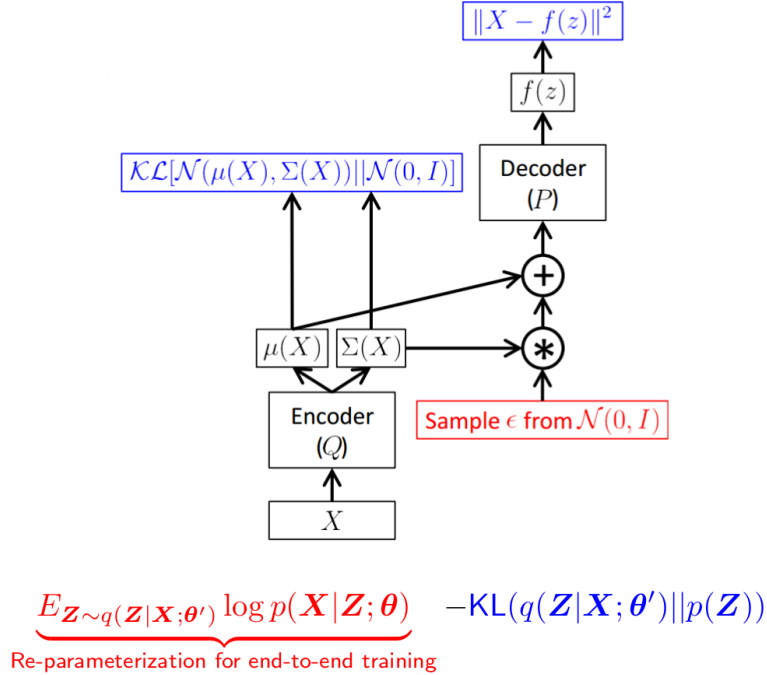 ‖X − f(z)‖²
f(z)
𝒦ℒ[𝒩(μ(X), Σ(X))||𝒩(0, I)]
Decoder
(P)
+
μ(X)
Σ(X)
*
Encoder
(Q)
Sample ϵ from 𝒩(0, I)
X
E_{Z∼q(Z|X;θ′)} log p(X|Z; θ) −KL(q(Z|X; θ′)||p(Z))
Re-parameterization for end-to-end training